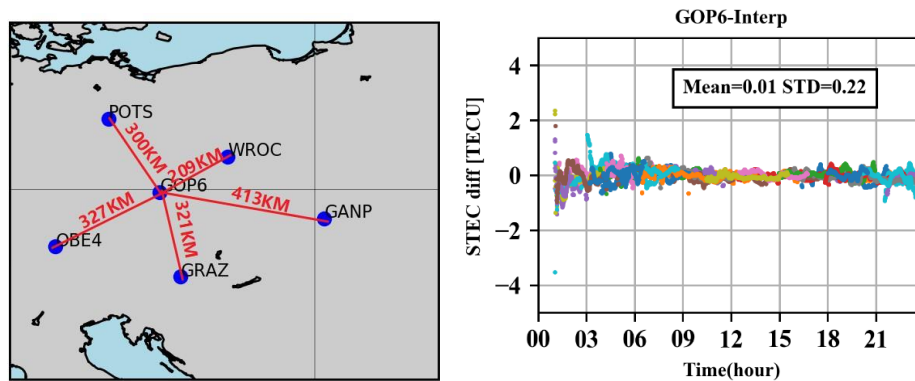 POTS
300KM
WROC
209KM
GOP6
413KM
327KM
321KM
GANP
OBE4
GRAZ
GOP6-Interp
Mean=0.01 STD=0.22
STEC diff [TECU]
4
2
0
−2
−4
00 03 06 09 12 15 18 21
Time(hour)